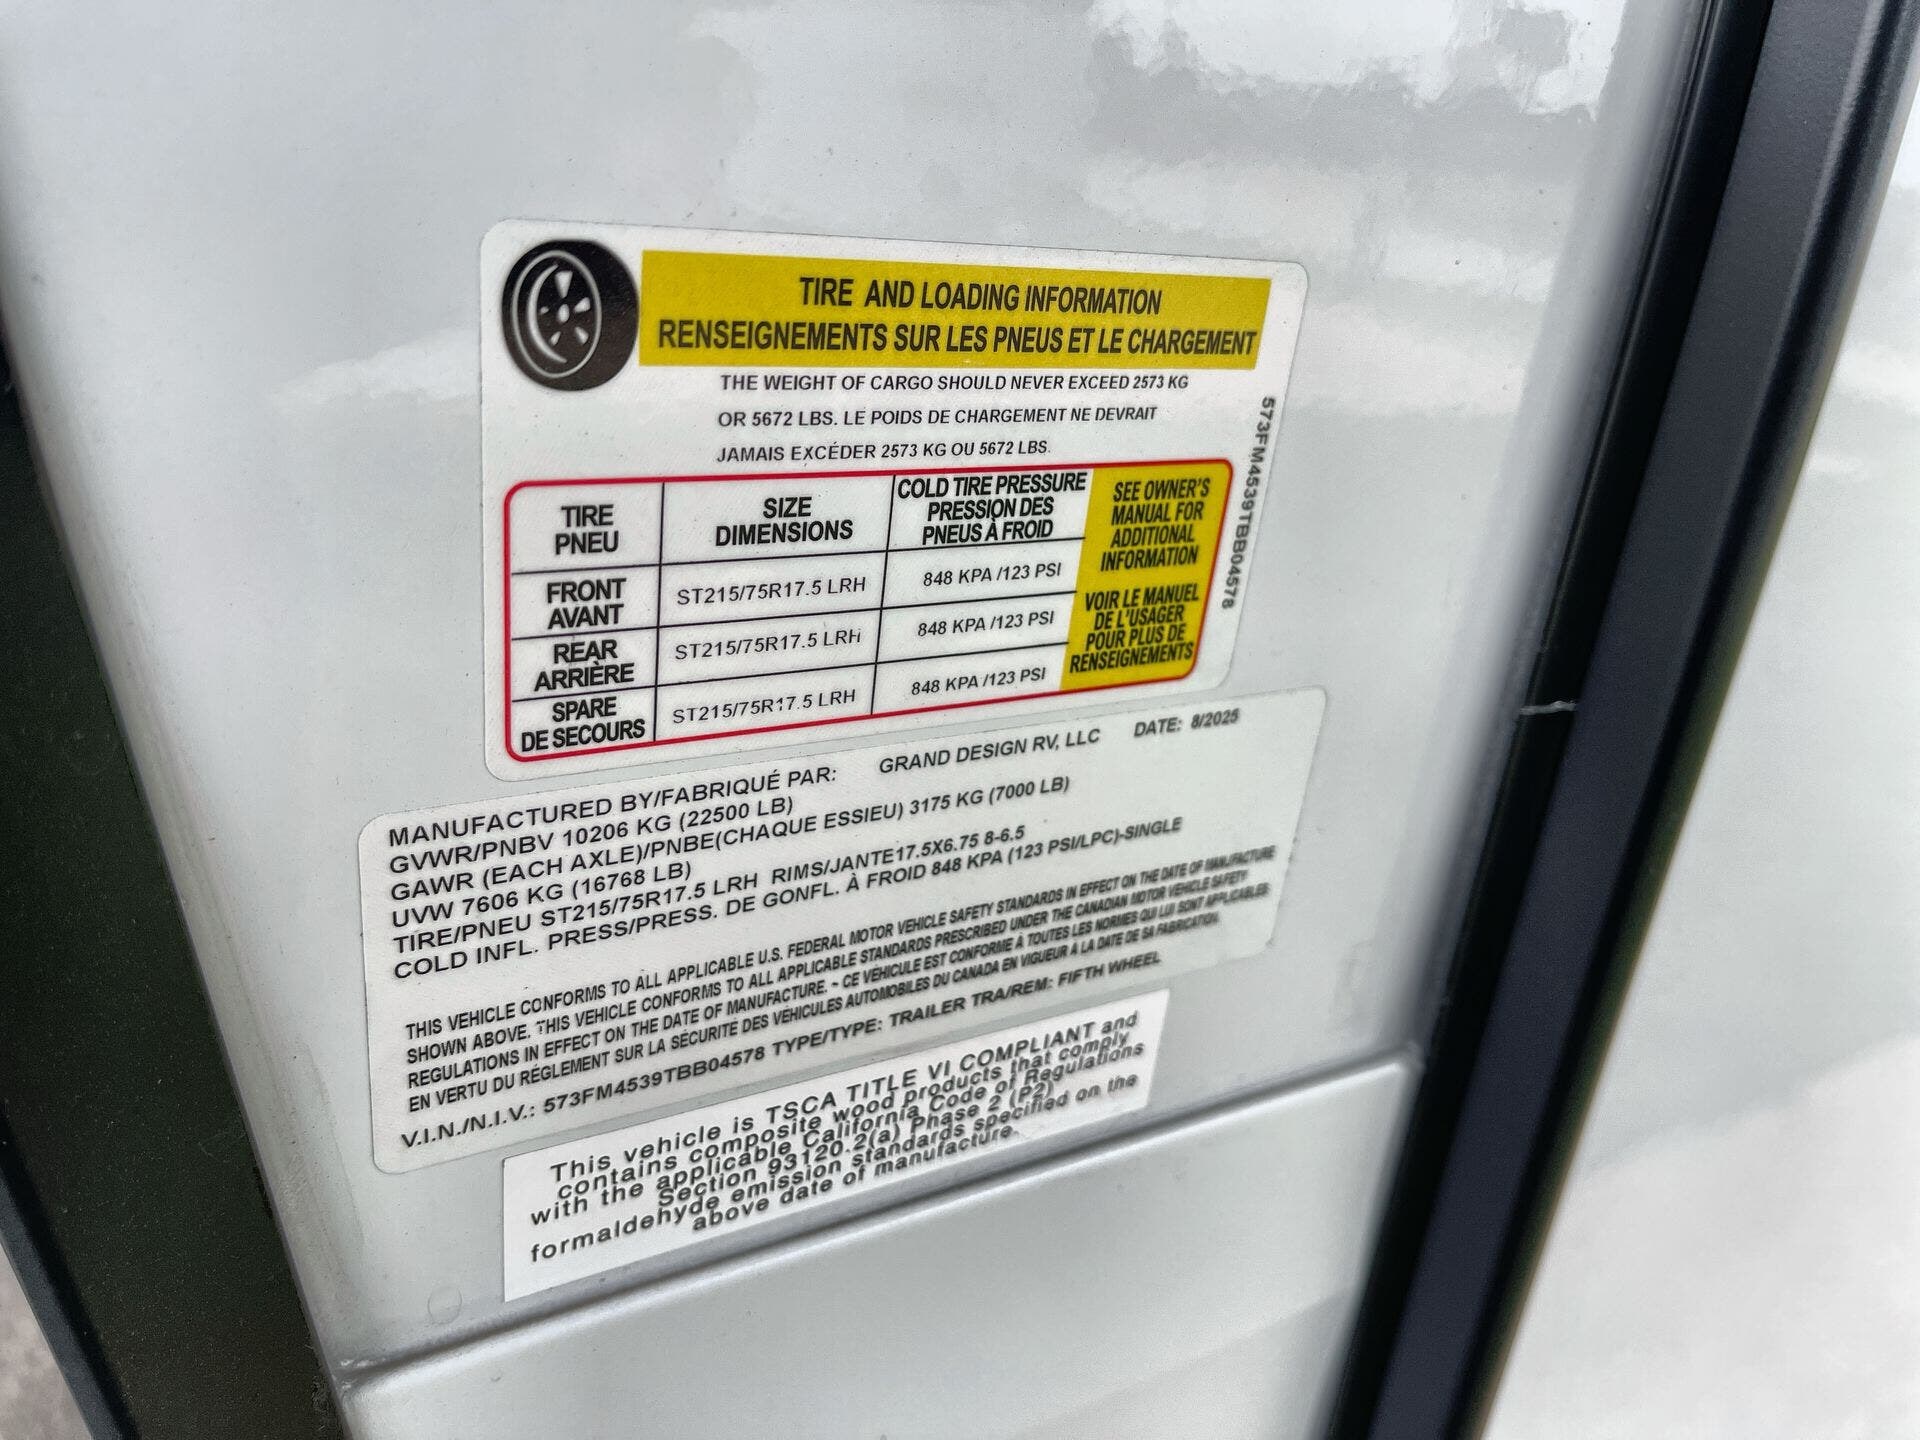 TIRE AND LOADING INFORMATION
RENSEIGNEMENTS SUR LES PNEUS ET LE CHARGEMENT
THE WEIGHT OF CARGO SHOULD NEVER EXCEED 2573 KG
OR 5672 LBS. LE POIDS DE CHARGEMENT NE DEVRAIT
JAMAIS EXCÉDER 2573 KG OU 5672 LBS.
TIRE
PNEU
SIZE
DIMENSIONS
COLD TIRE PRESSURE
PRESSION DES
PNEUS À FROID
FRONT
AVANT
ST215/75R17.5 LRH
848 KPA /123 PSI
REAR
ARRIÈRE
ST215/75R17.5 LRH
848 KPA /123 PSI
SPARE
DE SECOURS
ST215/75R17.5 LRH
848 KPA /123 PSI
SEE OWNER'S
MANUAL FOR
ADDITIONAL
INFORMATION
VOIR LE MANUEL
DE L'USAGER
POUR PLUS DE
RENSEIGNEMENTS
573FM4539TBB04578
MANUFACTURED BY/FABRIQUÉ PAR: GRAND DESIGN RV, LLC DATE: 8/2025
GVWR/PNBV 10206 KG (22500 LB)
GAWR (EACH AXLE)/PNBE(CHAQUE ESSIEU) 3175 KG (7000 LB)
UVW 7606 KG (16768 LB)
TIRE/PNEU ST215/75R17.5 LRH RIMS/JANTE17.5X6.75 8-6.5
COLD INFL. PRESS/PRESS. DE GONFL. À FROID 848 KPA (123 PSI/LPC)-SINGLE
THIS VEHICLE CONFORMS TO ALL APPLICABLE U.S. FEDERAL MOTOR VEHICLE SAFETY STANDARDS IN EFFECT ON THE DATE OF MANUFACTURE
SHOWN ABOVE. THIS VEHICLE CONFORMS TO ALL APPLICABLE STANDARDS PRESCRIBED UNDER THE CANADIAN MOTOR VEHICLE SAFETY
REGULATIONS IN EFFECT ON THE DATE OF MANUFACTURE. - CE VÉHICULE EST CONFORME À TOUTES LES NORMES QUI LUI SONT APPLICABLES
EN VERTU DU RÈGLEMENT SUR LA SÉCURITÉ DES VÉHICULES AUTOMOBILES DU CANADA EN VIGUEUR À LA DATE DE SA FABRICATION.
V.I.N./N.I.V.: 573FM4539TBB04578 TYPE/TYPE: TRAILER TRA/REM: FIFTH WHEEL
This vehicle is TSCA TITLE VI COMPLIANT and
contains composite wood products that comply
with the applicable California Code of Regulations
Section 93120.2(a) Phase 2 (P2)
formaldehyde emission standards specified on the
above date of manufacture.